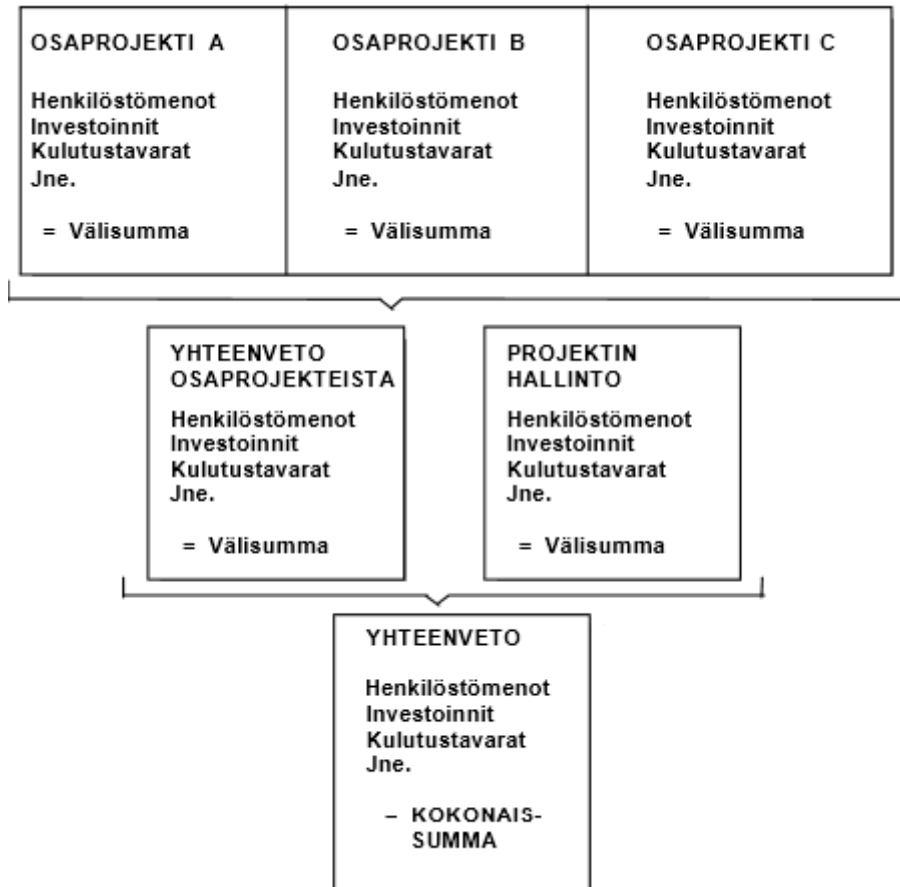 OSAPROJEKTI A
Henkilöstömenot
Investoinnit
Kulutustavarat
Jne.
= Välisumma
OSAPROJEKTI B
Henkilöstömenot
Investoinnit
Kulutustavarat
Jne.
= Välisumma
OSAPROJEKTI C
Henkilöstömenot
Investoinnit
Kulutustavarat
Jne.
= Välisumma
YHTEENVETO
OSAPROJEKTEISTA
Henkilöstömenot
Investoinnit
Kulutustavarat
Jne.
= Välisumma
PROJEKTIN
HALLINTO
Henkilöstömenot
Investoinnit
Kulutustavarat
Jne.
= Välisumma
YHTEENVETO
Henkilöstömenot
Investoinnit
Kulutustavarat
Jne.
– KOKONAIS-
SUMMA